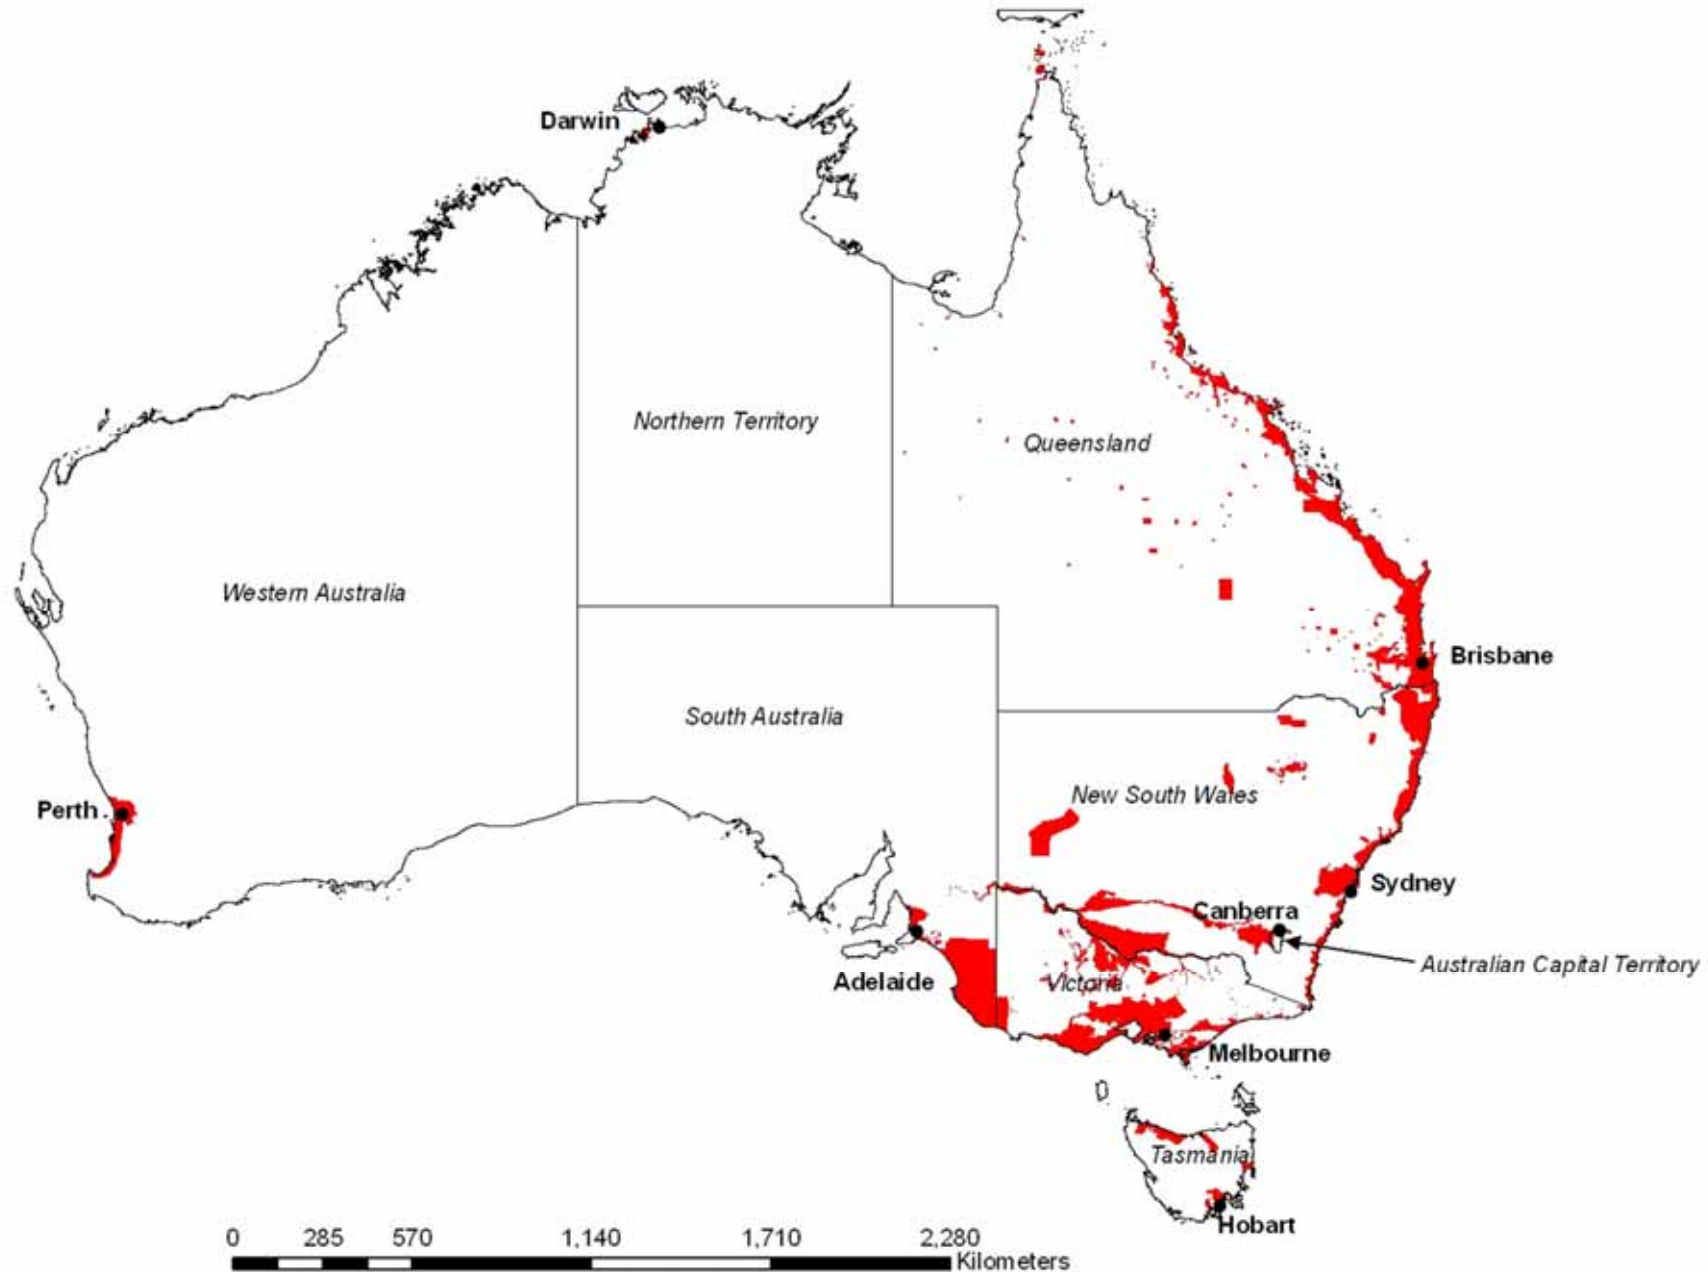 Darwin
Northern Territory
Queensland
Western Australia
Brisbane
South Australia
New South Wales
Perth
Sydney
Canberra
Australian Capital Territory
Adelaide
Victoria
Melbourne
Tasmania
Hobart
0 285 570 1,140 1,710 2,280
Kilometers